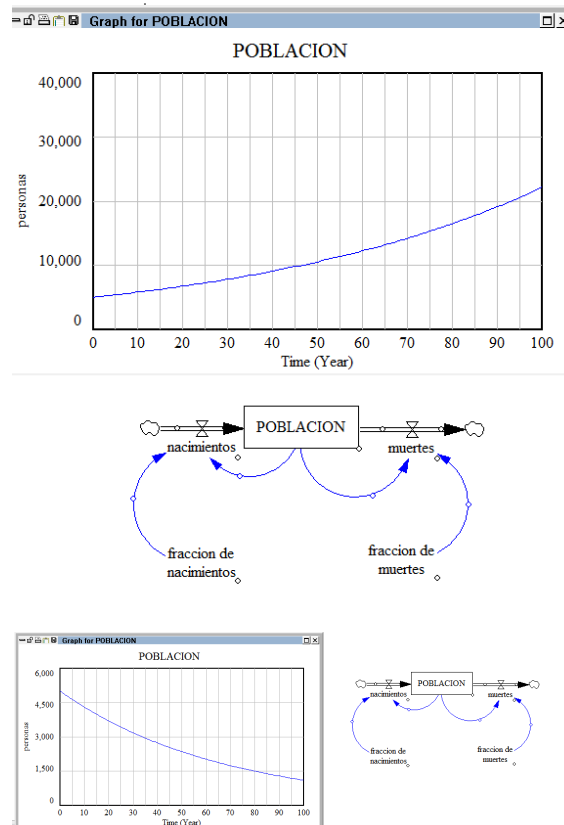 Graph for POBLACION
POBLACION
40,000
30,000
20,000
10,000
0
personas
0 10 20 30 40 50 60 70 80 90 100
Time (Year)
POBLACION
nacimientos
muertes
fraccion de
nacimientos
fraccion de
muertes
Graph for POBLACION
POBLACION
6,000
4,500
3,000
1,500
0
personas
0 10 20 30 40 50 60 70 80 90 100
Time (Year)
POBLACION
nacimientos
muertes
fraccion de
nacimientos
fraccion de
muertes